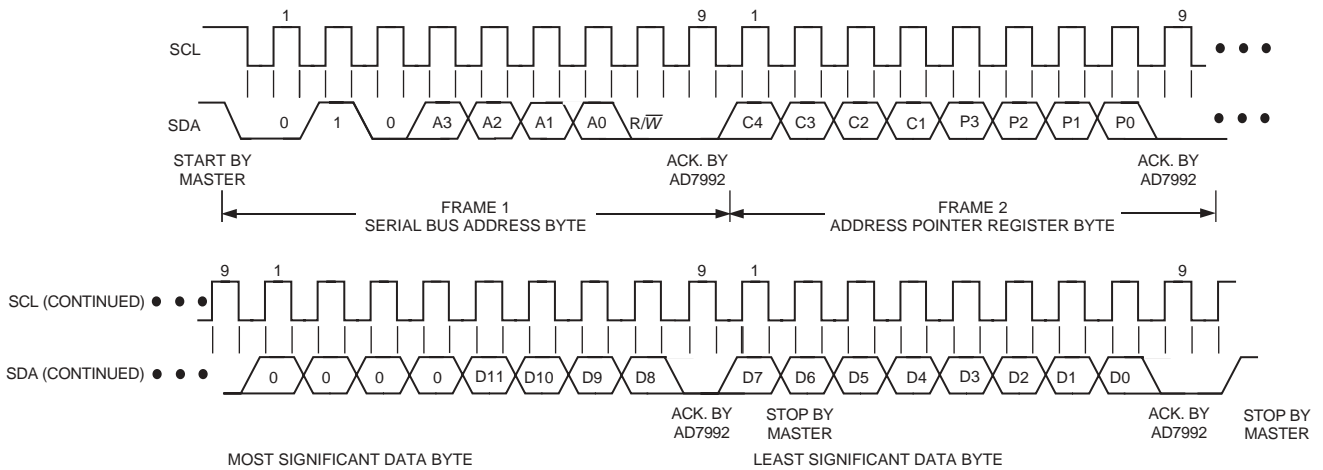 1 9 1 9
SCL
SDA 0 1 0 A3 A2 A1 A0 R/W̅ C4 C3 C2 C1 P3 P2 P1 P0
START BY MASTER
ACK. BY AD7992
ACK. BY AD7992
FRAME 1
SERIAL BUS ADDRESS BYTE
FRAME 2
ADDRESS POINTER REGISTER BYTE
9 1 9 1 9
SCL (CONTINUED)
SDA (CONTINUED) 0 0 0 0 D11 D10 D9 D8 D7 D6 D5 D4 D3 D2 D1 D0
ACK. BY AD7992
STOP BY MASTER
ACK. BY AD7992
STOP BY MASTER
MOST SIGNIFICANT DATA BYTE
LEAST SIGNIFICANT DATA BYTE